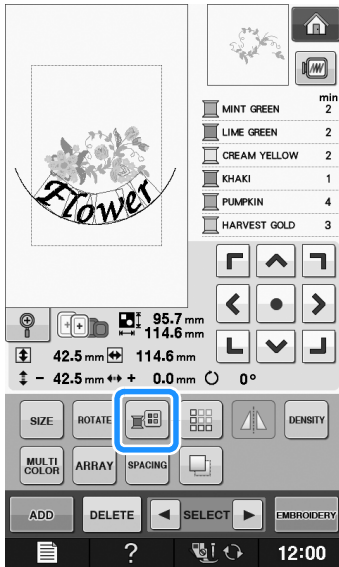 min
MINT GREEN 2
LIME GREEN 2
CREAM YELLOW 2
KHAKI 1
PUMPKIN 4
HARVEST GOLD 3
Flower
95.7 mm
114.6 mm
42.5 mm 114.6 mm
- 42.5 mm + 0.0 mm 0°
SIZE ROTATE DENSITY
MULTI COLOR ARRAY SPACING
ADD DELETE SELECT EMBROIDERY
? 12:00